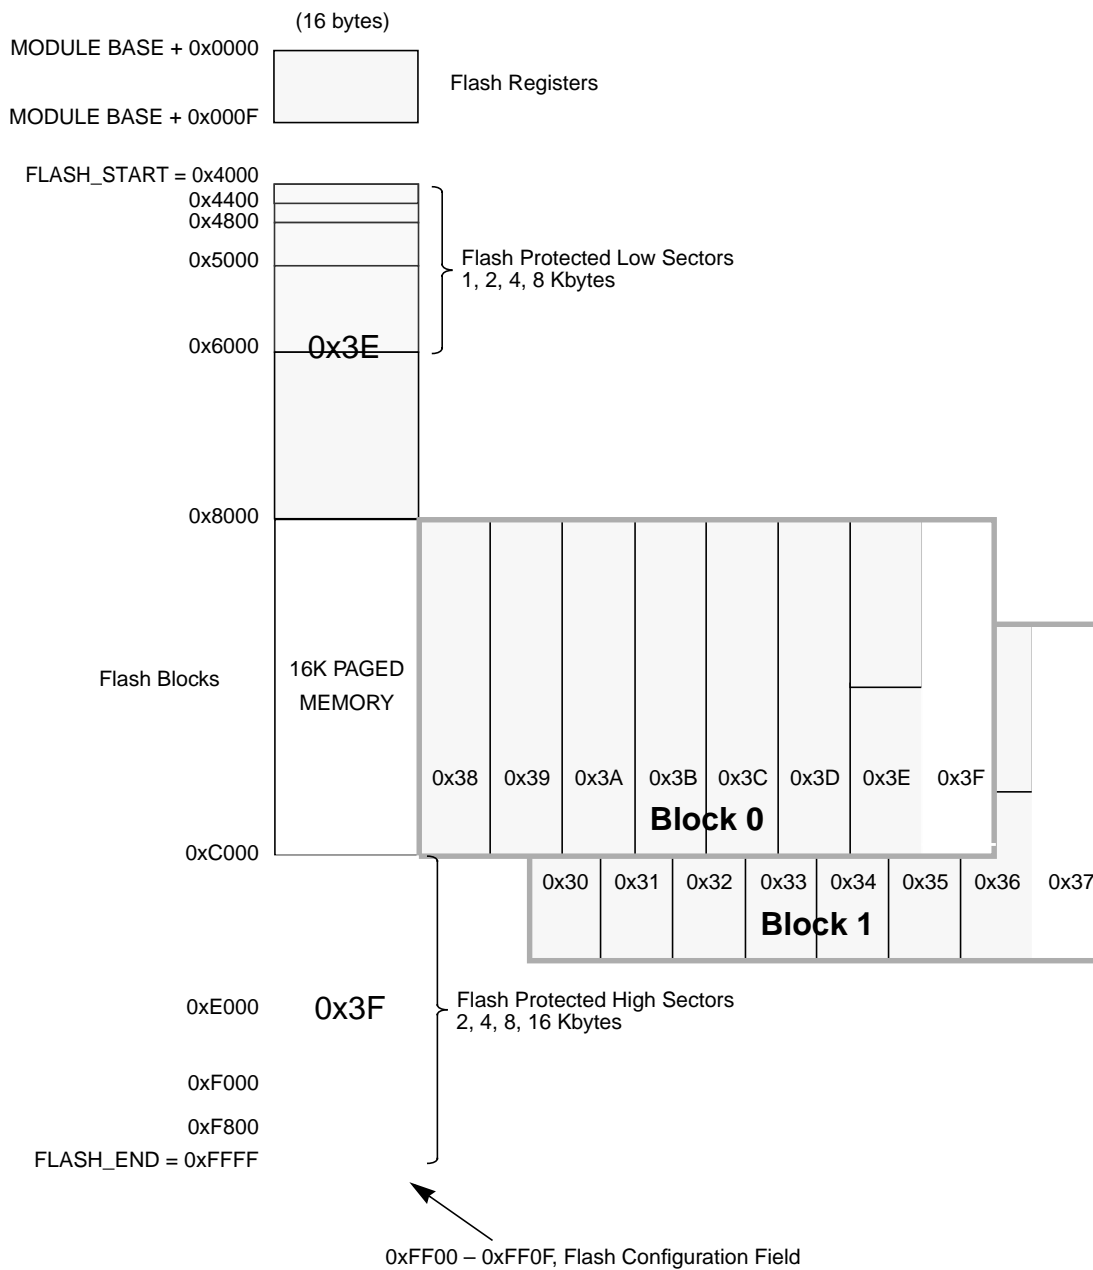 (16 bytes)
MODULE BASE + 0x0000
Flash Registers
MODULE BASE + 0x000F
FLASH_START = 0x4000
0x4400
0x4800
0x5000
Flash Protected Low Sectors
1, 2, 4, 8 Kbytes
0x6000
0x3E
0x8000
Flash Blocks
16K PAGED
MEMORY
0x38 0x39 0x3A 0x3B 0x3C 0x3D 0x3E 0x3F
Block 0
0xC000
0x30 0x31 0x32 0x33 0x34 0x35 0x36 0x37
Block 1
0xE000
0x3F
Flash Protected High Sectors
2, 4, 8, 16 Kbytes
0xF000
0xF800
FLASH_END = 0xFFFF
0xFF00 – 0xFF0F, Flash Configuration Field